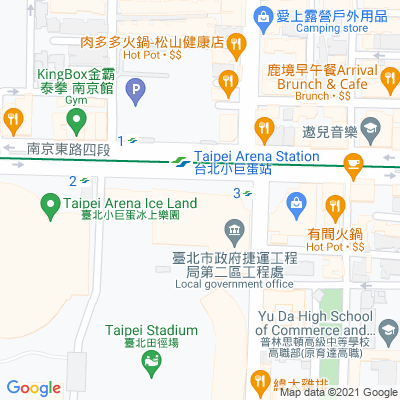 愛上露營戶外用品
Camping store
肉多多火鍋-松山健康店
Hot Pot • $$
KingBox金霸
泰拳 南京館
Gym
鹿境早午餐Arrival
Brunch & Cafe
Brunch • $$
遨兒音樂
南京東路四段
1
Taipei Arena Station
台北小巨蛋站
2
3
Taipei Arena Ice Land
臺北小巨蛋冰上樂園
有間火鍋
Hot Pot • $$
臺北市政府捷運工程
局第二區工程處
Local government office
Yu Da High School
of Commerce and...
普林思頓高級中等學校
高職部(原育達高職)
Taipei Stadium
臺北田徑場
Google
Map data ©2021 Google